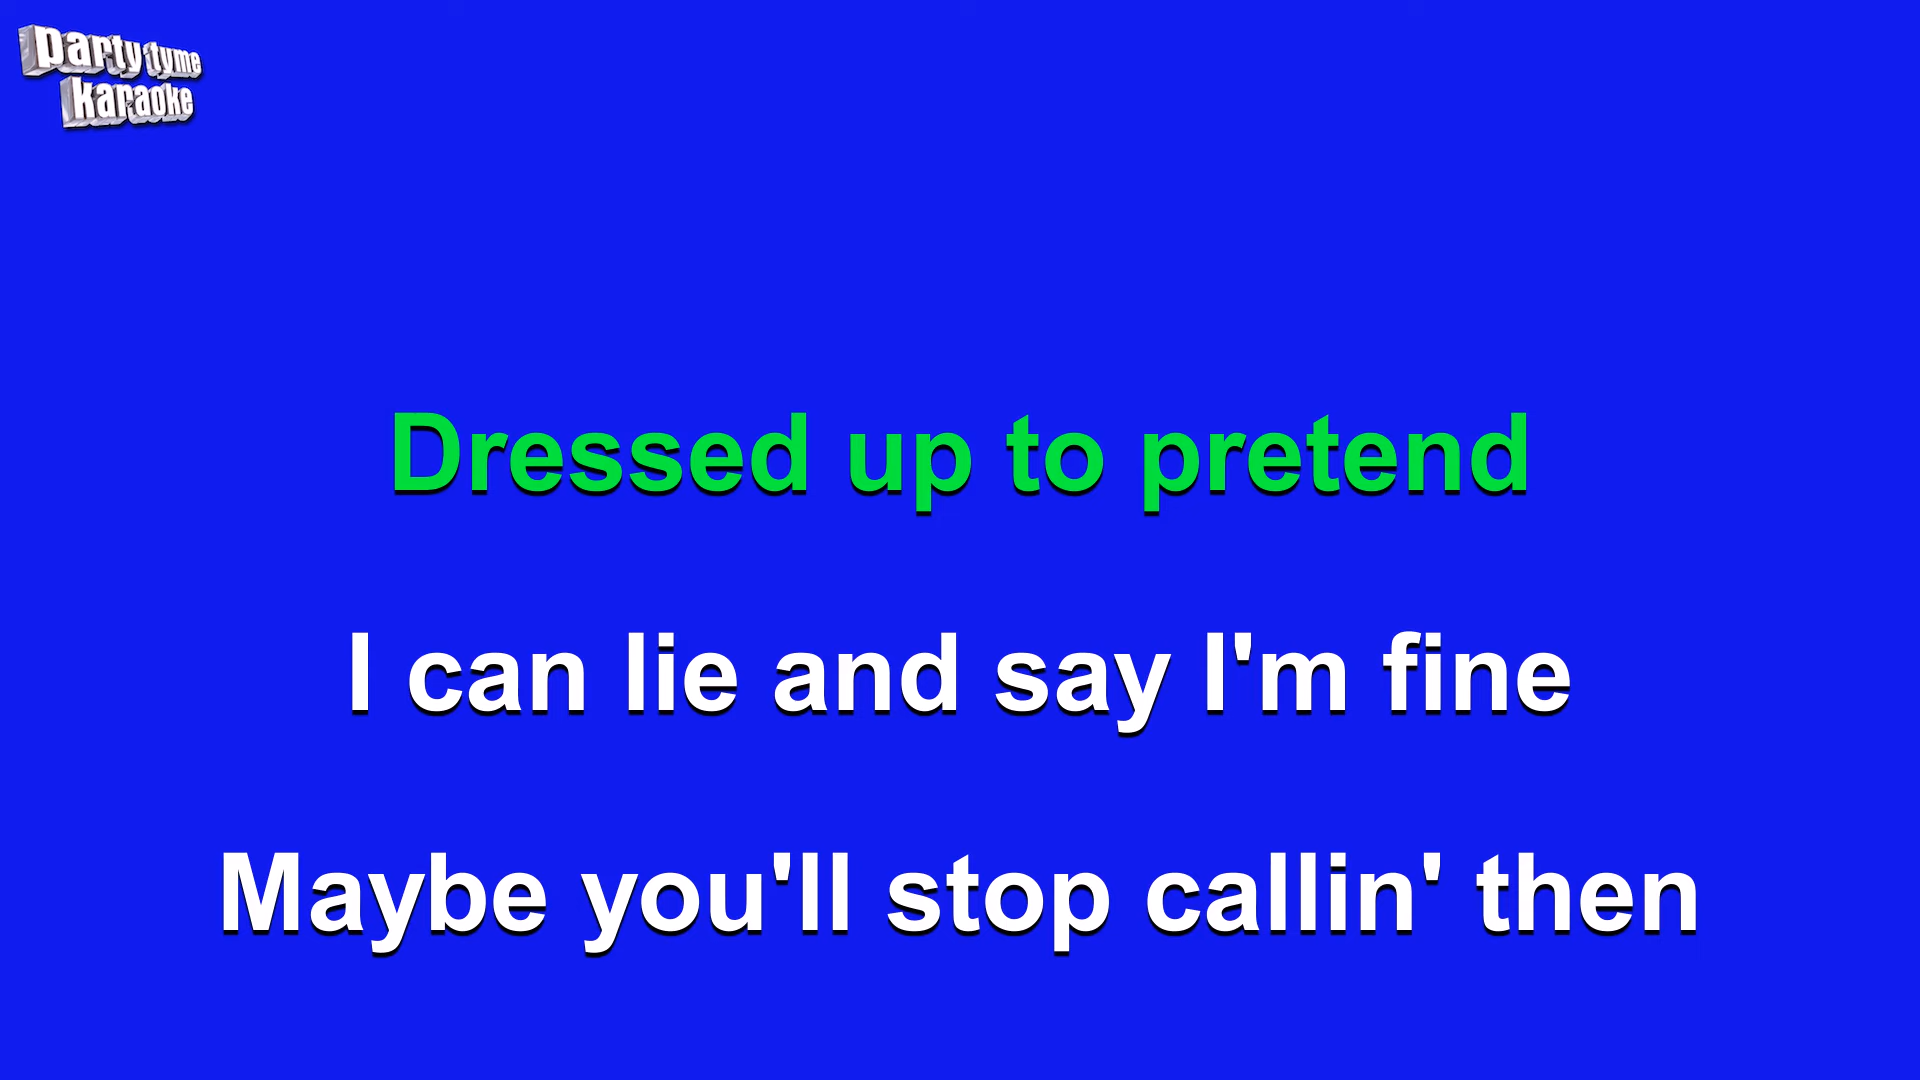 party tyme
karaoke
Dressed up to pretend
I can lie and say I'm fine
Maybe you'll stop callin' then